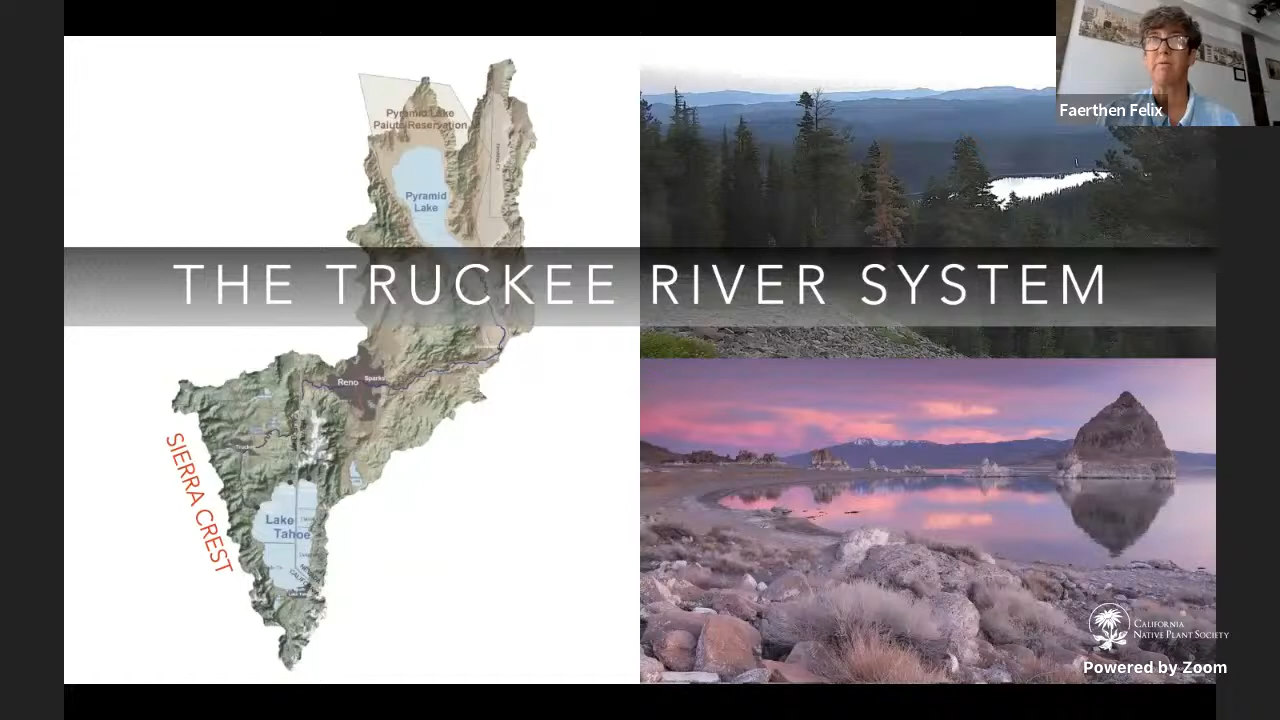 Faerthen Felix
Pyramid Lake
Paiute Reservation
Pyramid
Lake
THE TRUCKEE RIVER SYSTEM
Reno
Sparks
Truckee
SIERRA CREST
Lake
Tahoe
CALIFORNIA
NATIVE PLANT SOCIETY
Powered by Zoom